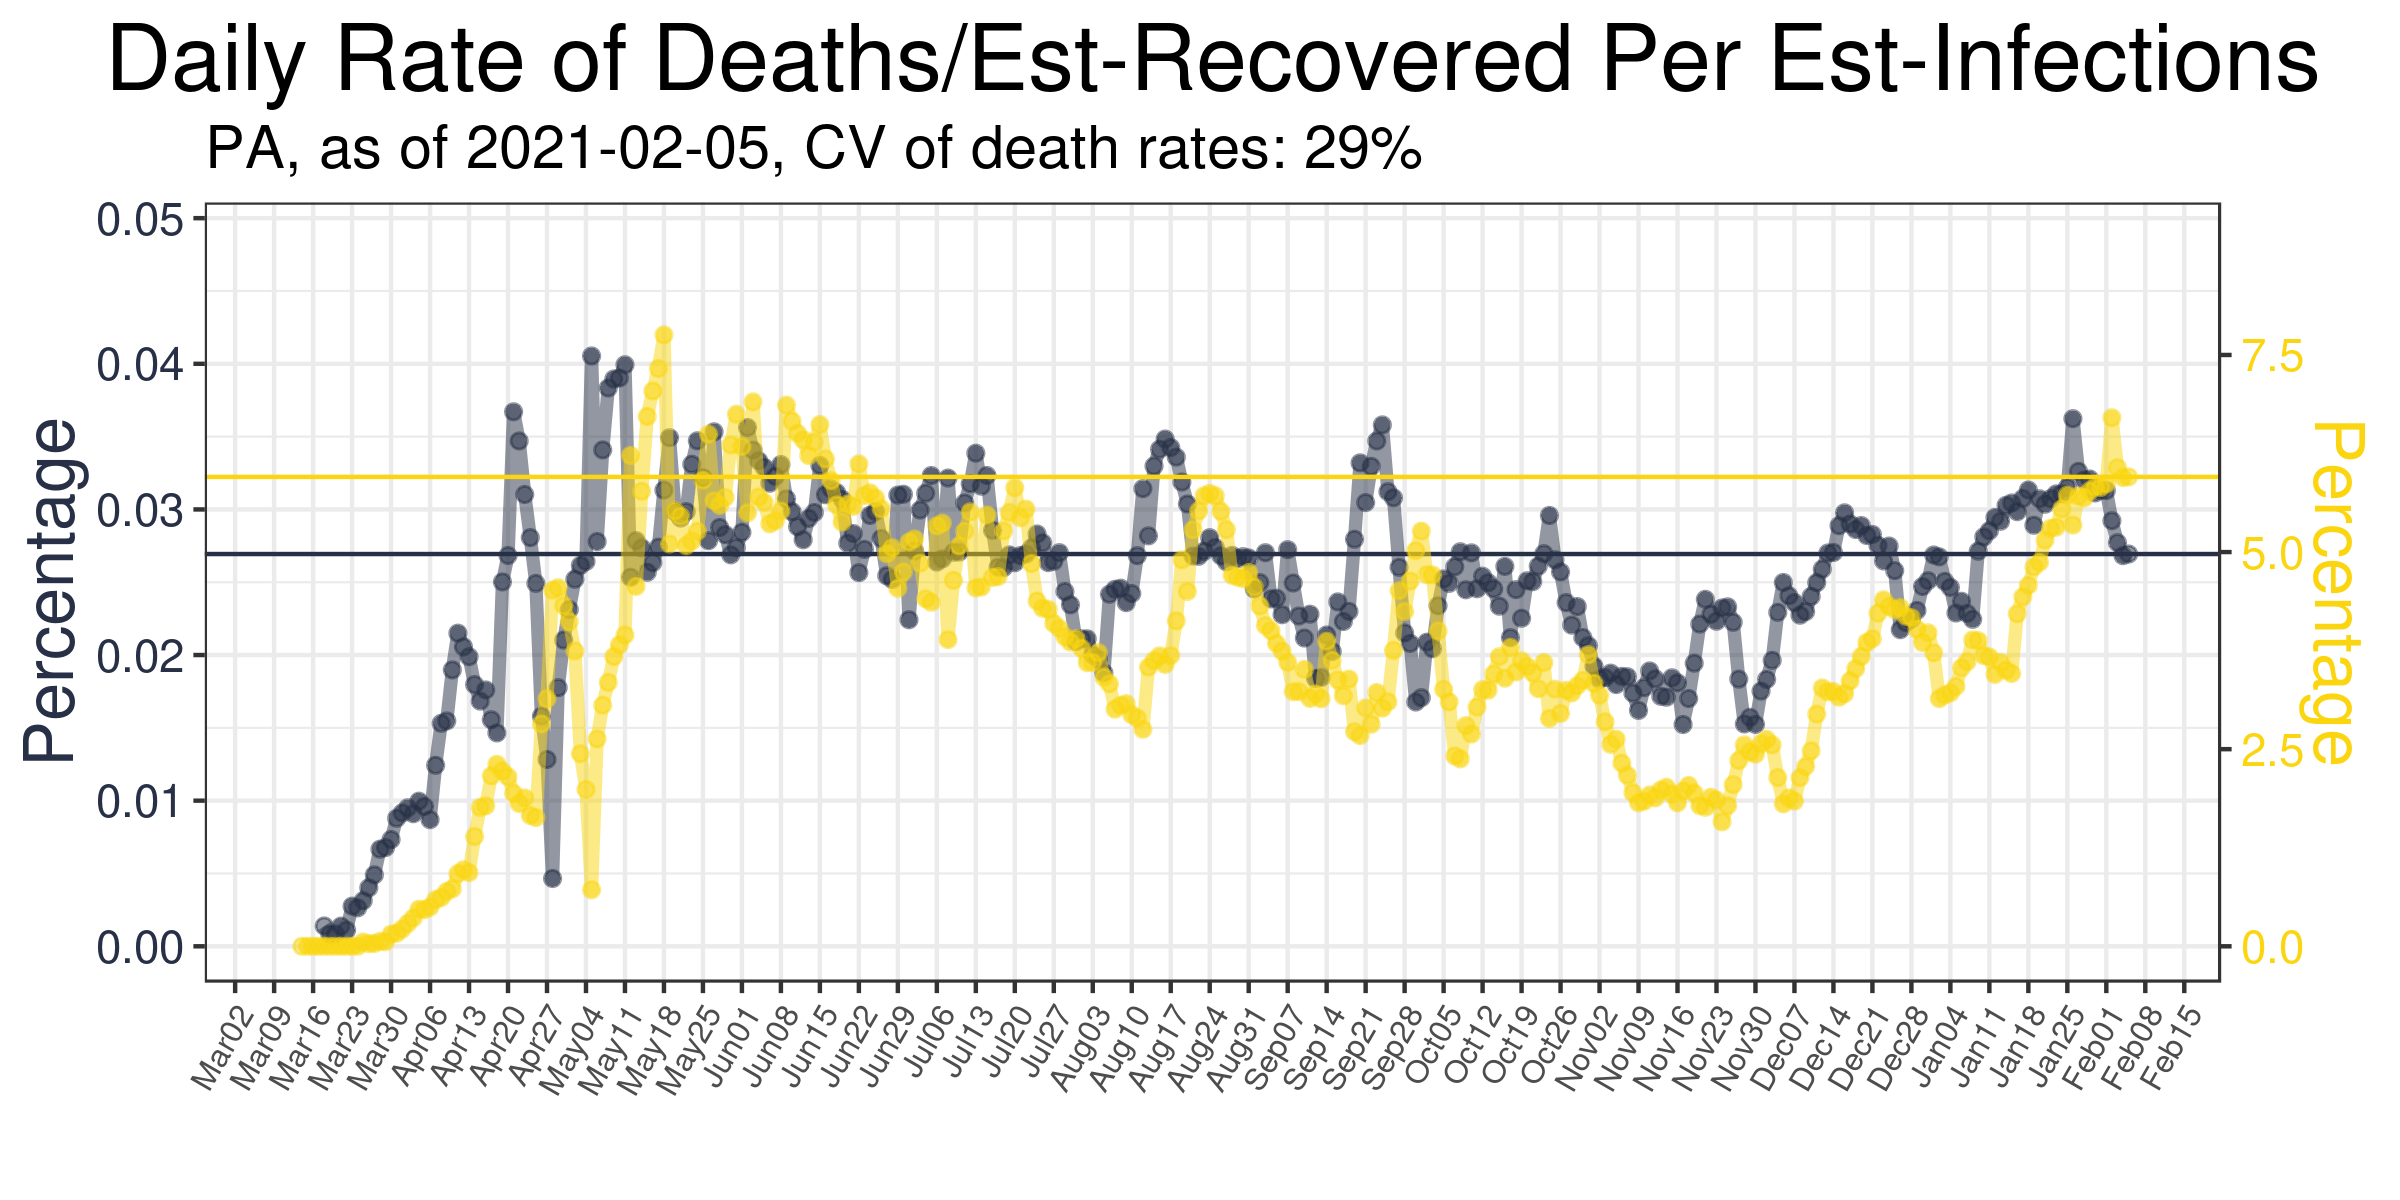 Daily Rate of Deaths/Est-Recovered Per Est-Infections
PA, as of 2021-02-05, CV of death rates: 29%
Percentage
0.05
0.04
0.03
0.02
0.01
0.00
7.5
5.0
2.5
0.0
Percentage
Mar02
Mar09
Mar16
Mar23
Mar30
Apr06
Apr13
Apr20
Apr27
May04
May11
May18
May25
Jun01
Jun08
Jun15
Jun22
Jun29
Jul06
Jul13
Jul20
Jul27
Aug03
Aug10
Aug17
Aug24
Aug31
Sep07
Sep14
Sep21
Sep28
Oct05
Oct12
Oct19
Oct26
Nov02
Nov09
Nov16
Nov23
Nov30
Dec07
Dec14
Dec21
Dec28
Jan04
Jan11
Jan18
Jan25
Feb01
Feb08
Feb15